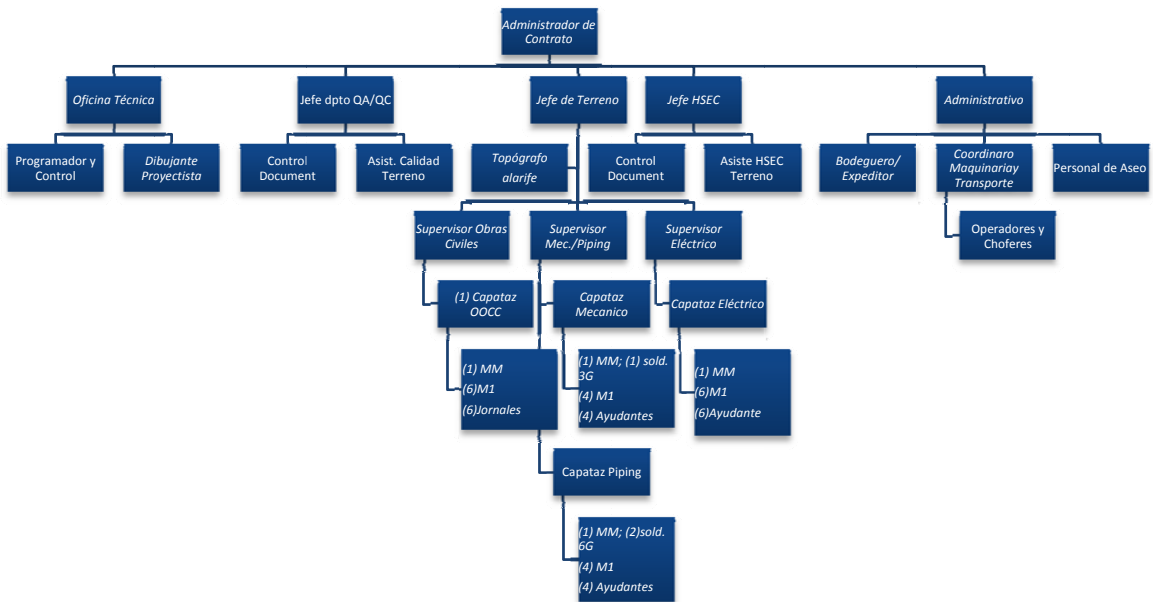 Administrador de
Contrato
Oficina Técnica
Jefe dpto QA/QC
Jefe de Terreno
Jefe HSEC
Administrativo
Programador y
Control
Dibujante
Proyectista
Control
Document
Asist. Calidad
Terreno
Topógrafo
alarife
Control
Document
Asiste HSEC
Terreno
Bodeguero/
Expeditor
Coordinaro
Maquinariay
Transporte
Personal de Aseo
Supervisor Obras
Civiles
Supervisor
Mec./Piping
Supervisor
Eléctrico
Operadores y
Choferes
(1) Capataz
OOCC
Capataz
Mecanico
Capataz Eléctrico
(1) MM
(6)M1
(6)Jornales
(1) MM; (1) sold.
3G
(4) M1
(4) Ayudantes
(1) MM
(6)M1
(6)Ayudante
Capataz Piping
(1) MM; (2)sold.
6G
(4) M1
(4) Ayudantes